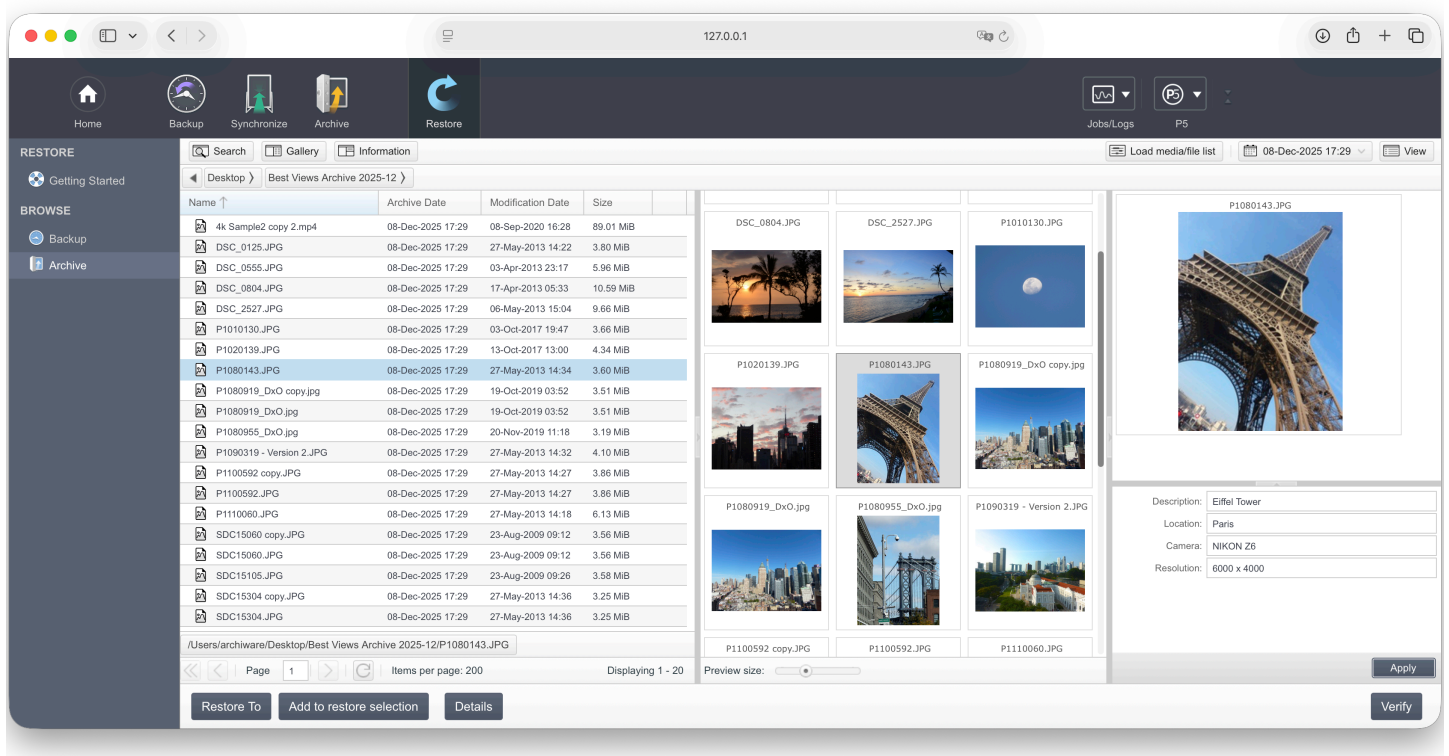 127.0.0.1
Home
Backup
Synchronize
Archive
Restore
Jobs/Logs
P5
P5
RESTORE
Getting Started
BROWSE
Backup
Archive
Search
Gallery
Information
Load media/file list
08-Dec-2025 17:29
View
Desktop
Best Views Archive 2025-12
Name Archive Date Modification Date Size
4k Sample2 copy 2.mp4 08-Dec-2025 17:29 08-Sep-2020 16:28 89.01 MiB
DSC_0125.JPG 08-Dec-2025 17:29 27-May-2013 14:22 3.80 MiB
DSC_0555.JPG 08-Dec-2025 17:29 03-Apr-2013 23:17 5.96 MiB
DSC_0804.JPG 08-Dec-2025 17:29 17-Apr-2013 05:33 10.59 MiB
DSC_2527.JPG 08-Dec-2025 17:29 06-May-2013 15:04 9.66 MiB
P1010130.JPG 08-Dec-2025 17:29 03-Oct-2017 19:47 3.66 MiB
P1020139.JPG 08-Dec-2025 17:29 13-Oct-2017 13:00 4.34 MiB
P1080143.JPG 08-Dec-2025 17:29 27-May-2013 14:34 3.60 MiB
P1080919_DxO copy.jpg 08-Dec-2025 17:29 19-Oct-2019 03:52 3.51 MiB
P1080919_DxO.jpg 08-Dec-2025 17:29 19-Oct-2019 03:52 3.51 MiB
P1080955_DxO.jpg 08-Dec-2025 17:29 20-Nov-2019 11:18 3.19 MiB
P1090319 - Version 2.JPG 08-Dec-2025 17:29 27-May-2013 14:32 4.10 MiB
P1100592 copy.JPG 08-Dec-2025 17:29 27-May-2013 14:27 3.86 MiB
P1100592.JPG 08-Dec-2025 17:29 27-May-2013 14:27 3.86 MiB
P1110060.JPG 08-Dec-2025 17:29 27-May-2013 14:18 6.13 MiB
SDC15060 copy.JPG 08-Dec-2025 17:29 23-Aug-2009 09:12 3.56 MiB
SDC15060.JPG 08-Dec-2025 17:29 23-Aug-2009 09:12 3.56 MiB
SDC15105.JPG 08-Dec-2025 17:29 23-Aug-2009 09:26 3.58 MiB
SDC15304 copy.JPG 08-Dec-2025 17:29 27-May-2013 14:36 3.25 MiB
SDC15304.JPG 08-Dec-2025 17:29 27-May-2013 14:36 3.25 MiB
/Users/archiware/Desktop/Best Views Archive 2025-12/P1080143.JPG
Page 1 Items per page: 200 Displaying 1 - 20
DSC_0804.JPG DSC_2527.JPG P1010130.JPG
P1020139.JPG P1080143.JPG P1080919_DxO copy.jpg
P1080919_DxO.jpg P1080955_DxO.jpg P1090319 - Version 2.JPG
P1100592 copy.JPG P1100592.JPG P1110060.JPG
Preview size:
P1080143.JPG
Description: Eiffel Tower
Location: Paris
Camera: NIKON Z6
Resolution: 6000 x 4000
Apply
Restore To
Add to restore selection
Details
Verify